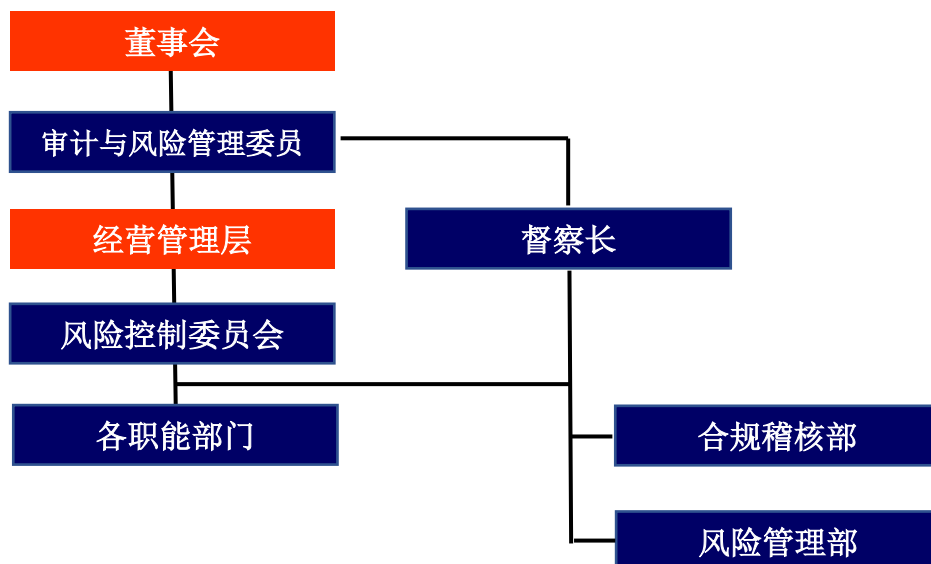 董事会
审计与风险管理委员
经营管理层
督察长
风险控制委员会
各职能部门
合规稽核部
风险管理部